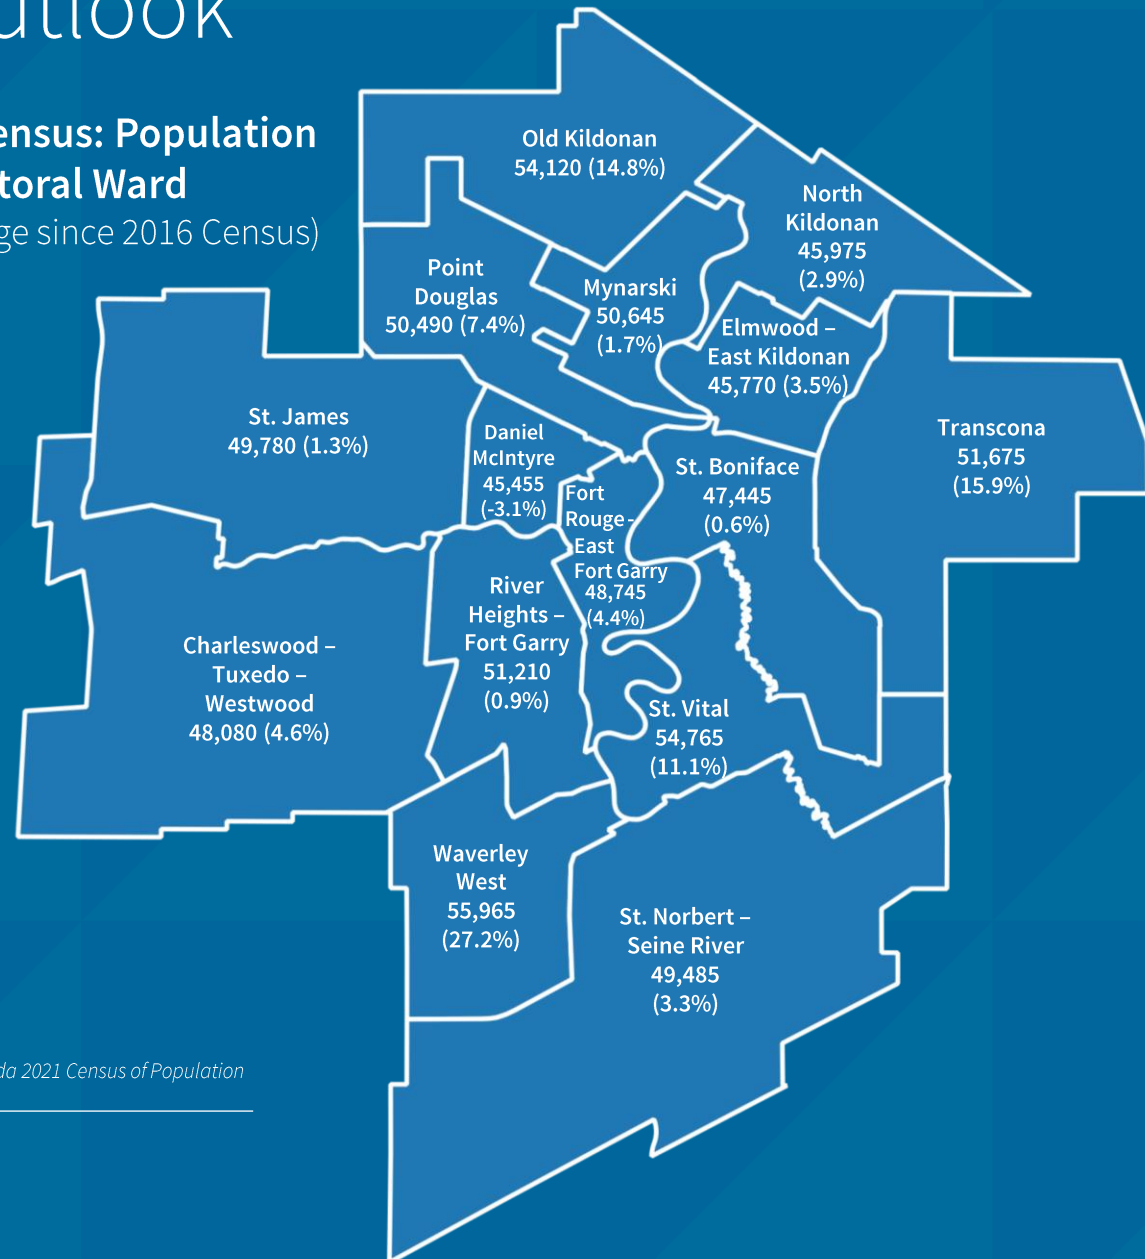 utlook
ensus: Population
toral Ward
ge since 2016 Census)
Old Kildonan
54,120 (14.8%)
North
Kildonan
45,975
(2.9%)
Point
Douglas
50,490 (7.4%)
Mynarski
50,645
(1.7%)
Elmwood –
East Kildonan
45,770 (3.5%)
St. James
49,780 (1.3%)
Daniel
McIntyre
45,455
(-3.1%)
Fort
Rouge-
East
Fort Garry
48,745
(4.4%)
St. Boniface
47,445
(0.6%)
Transcona
51,675
(15.9%)
Charleswood –
Tuxedo –
Westwood
48,080 (4.6%)
River
Heights –
Fort Garry
51,210
(0.9%)
St. Vital
54,765
(11.1%)
Waverley
West
55,965
(27.2%)
St. Norbert –
Seine River
49,485
(3.3%)
da 2021 Census of Population